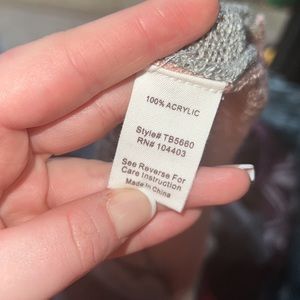 100% ACRYLIC
Style# TB5660
RN# 104403
See Reverse For
Care Instruction
Made In China